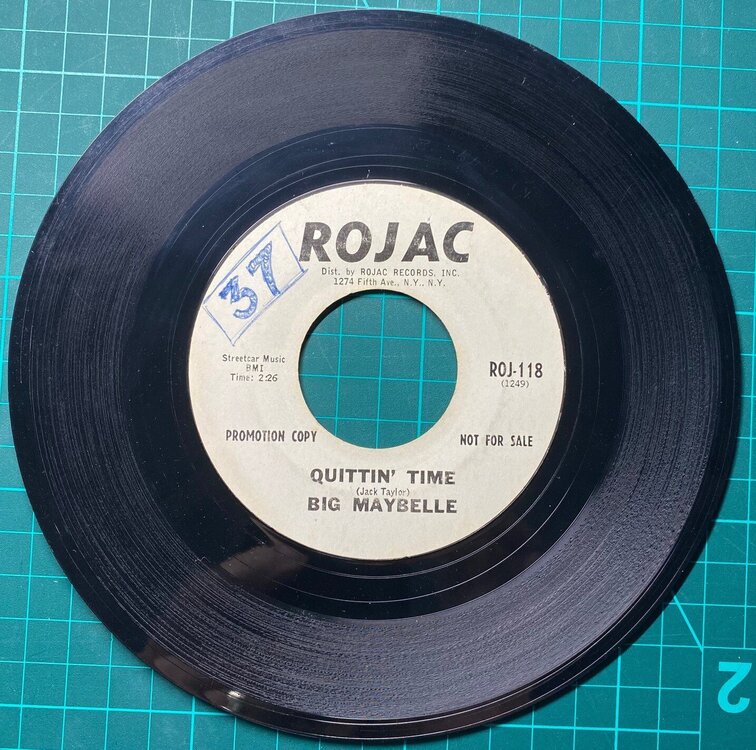 ROJAC
37
Dist. by ROJAC RECORDS, INC.
1274 Fifth Ave., N.Y., N.Y.
Streetcar Music
BMI
Time: 2:26
ROJ-118
(1249)
PROMOTION COPY
NOT FOR SALE
QUITTIN' TIME
(Jack Taylor)
BIG MAYBELLE
2